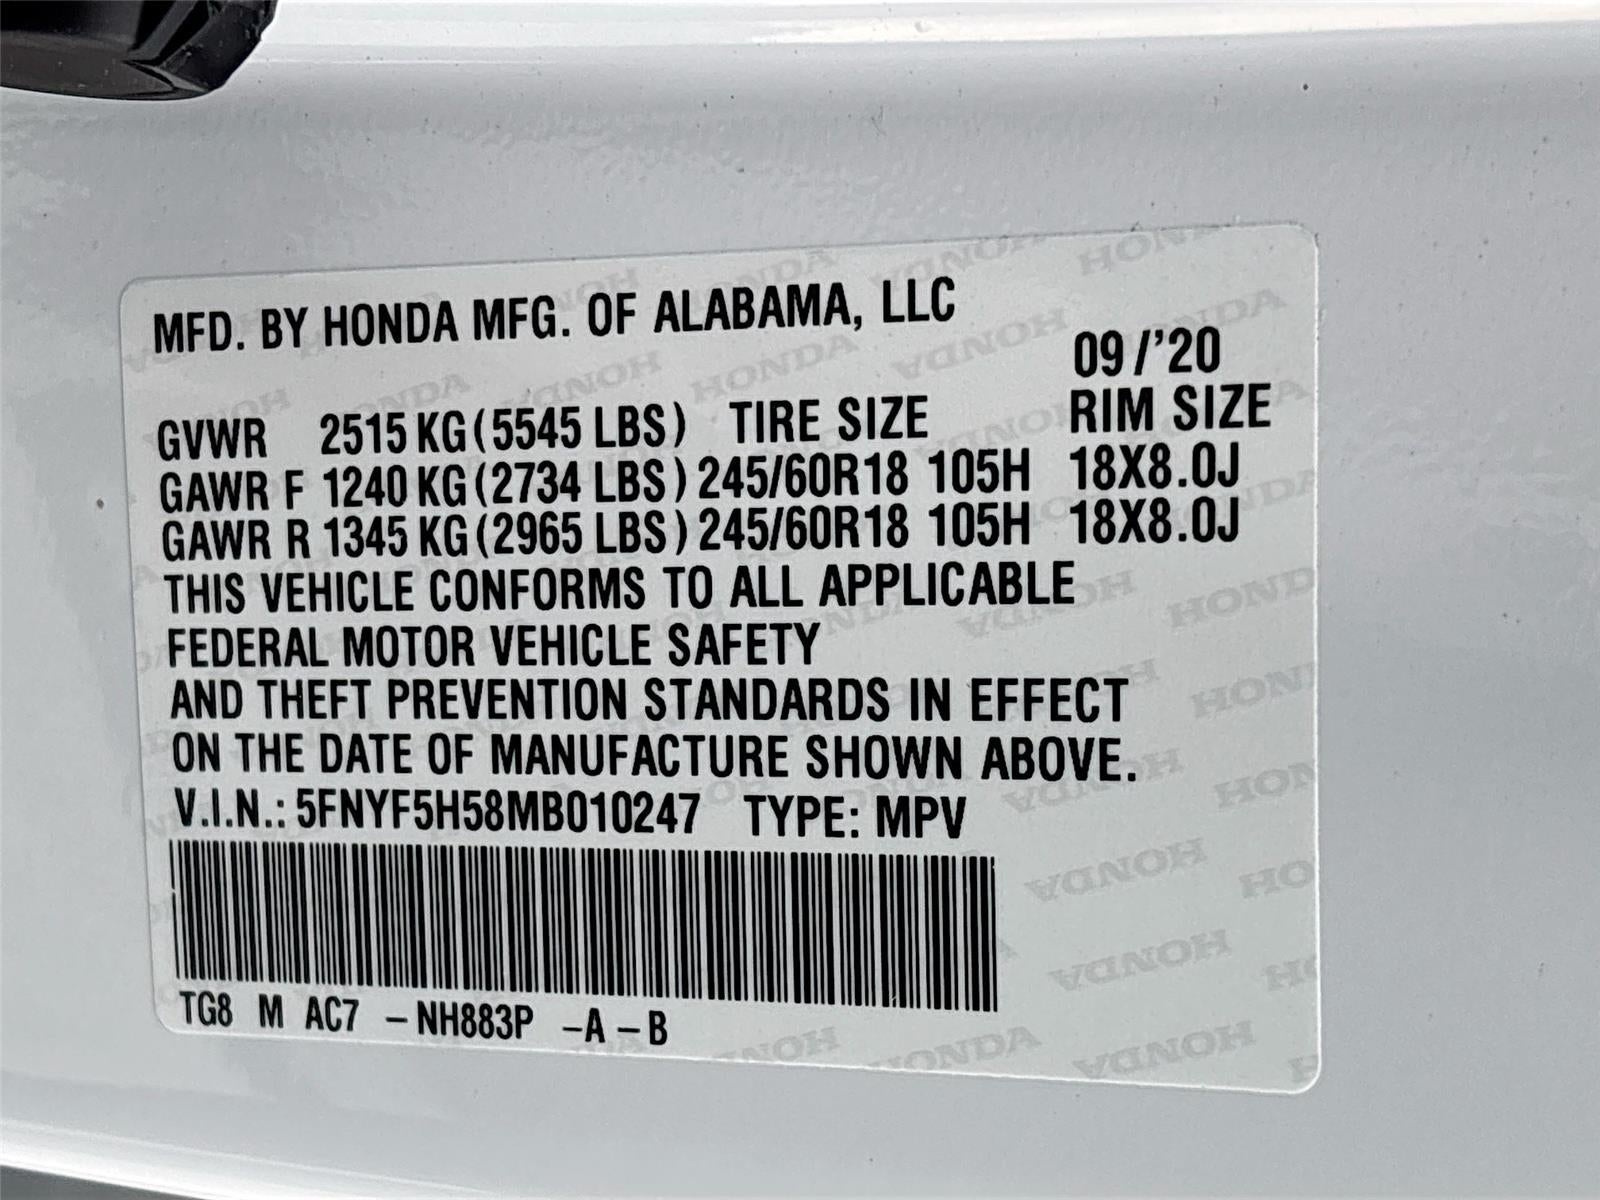 MFD. BY HONDA MFG. OF ALABAMA, LLC
09/'20
GVWR 2515 KG (5545 LBS) TIRE SIZE RIM SIZE
GAWR F 1240 KG (2734 LBS) 245/60R18 105H 18X8.0J
GAWR R 1345 KG (2965 LBS) 245/60R18 105H 18X8.0J
THIS VEHICLE CONFORMS TO ALL APPLICABLE
FEDERAL MOTOR VEHICLE SAFETY
AND THEFT PREVENTION STANDARDS IN EFFECT
ON THE DATE OF MANUFACTURE SHOWN ABOVE.
V.I.N.: 5FNYF5H58MB010247 TYPE: MPV
TG8 M AC7 -NH883P -A-B